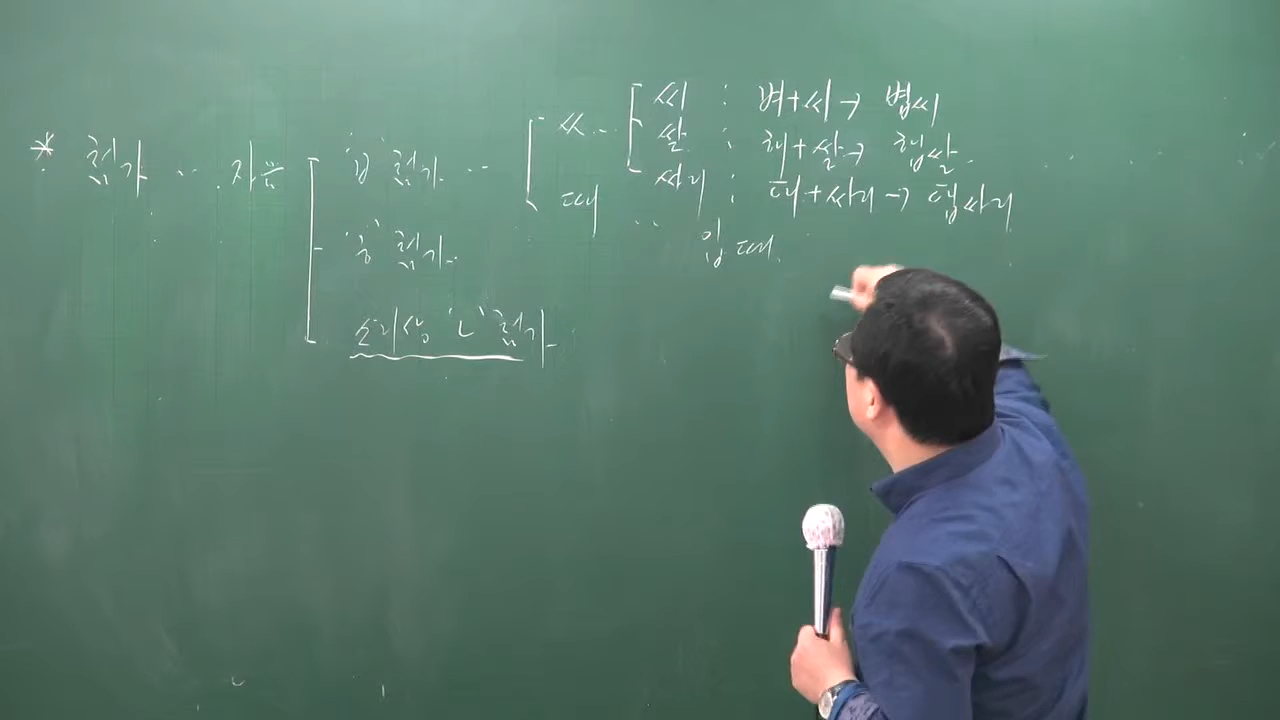 * 첨가 ... 자음
'ㅂ' 첨가 ...
ㅆ ...
씨 : 벼+씨→ 볍씨
쌀 : 해+쌀→ 햅쌀
싸리 : 대+싸리→ 댑싸리
때 ... 입때
'ㅎ' 첨가
소리상 'ㄴ' 첨가